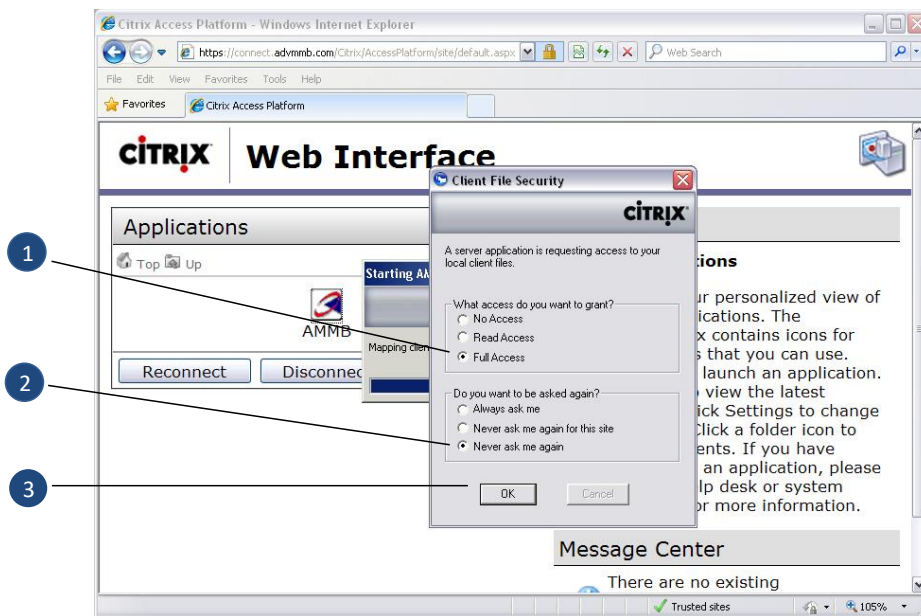 Citrix Access Platform - Windows Internet Explorer
https://connect.advmmb.com/Citrix/AccessPlatform/site/default.aspx
Web Search
File Edit View Favorites Tools Help
Favorites
Citrix Access Platform
CITRIX
Web Interface
Applications
Top Up
AMMB
Reconnect
Disconnec
Starting AM
Mapping clien
Client File Security
CITRIX
A server application is requesting access to your
local client files.
What access do you want to grant?
No Access
Read Access
Full Access
Do you want to be asked again?
Always ask me
Never ask me again for this site
Never ask me again
OK
Cancel
1
2
3
ions
ur personalized view of
ications. The
x contains icons for
s that you can use.
launch an application.
view the latest
ick Settings to change
Click a folder icon to
ents. If you have
an application, please
lp desk or system
or more information.
Message Center
There are no existing
Trusted sites
105%